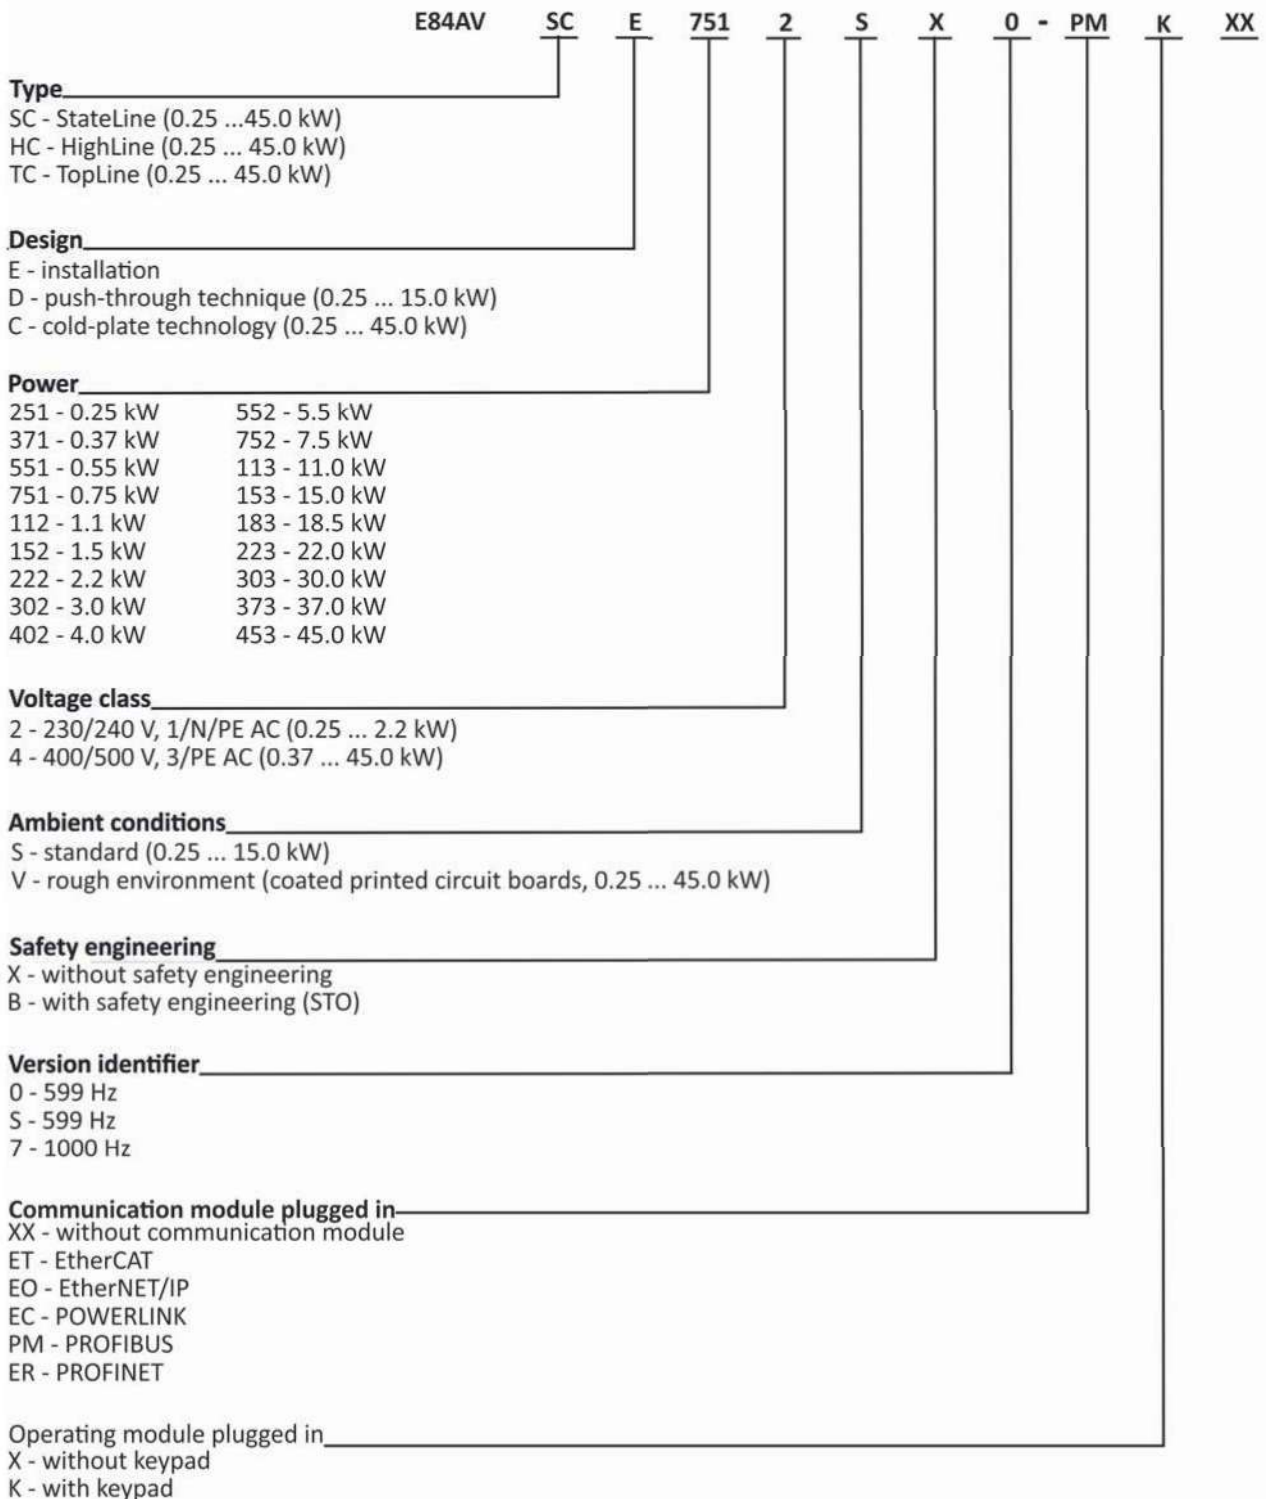 E84AV SC E 751 2 S X 0 - PM K XX
Type
SC - StateLine (0.25 ...45.0 kW)
HC - HighLine (0.25 ... 45.0 kW)
TC - TopLine (0.25 ... 45.0 kW)
Design
E - installation
D - push-through technique (0.25 ... 15.0 kW)
C - cold-plate technology (0.25 ... 45.0 kW)
Power
251 - 0.25 kW 552 - 5.5 kW
371 - 0.37 kW 752 - 7.5 kW
551 - 0.55 kW 113 - 11.0 kW
751 - 0.75 kW 153 - 15.0 kW
112 - 1.1 kW 183 - 18.5 kW
152 - 1.5 kW 223 - 22.0 kW
222 - 2.2 kW 303 - 30.0 kW
302 - 3.0 kW 373 - 37.0 kW
402 - 4.0 kW 453 - 45.0 kW
Voltage class
2 - 230/240 V, 1/N/PE AC (0.25 ... 2.2 kW)
4 - 400/500 V, 3/PE AC (0.37 ... 45.0 kW)
Ambient conditions
S - standard (0.25 ... 15.0 kW)
V - rough environment (coated printed circuit boards, 0.25 ... 45.0 kW)
Safety engineering
X - without safety engineering
B - with safety engineering (STO)
Version identifier
0 - 599 Hz
S - 599 Hz
7 - 1000 Hz
Communication module plugged in
XX - without communication module
ET - EtherCAT
EO - EtherNET/IP
EC - POWERLINK
PM - PROFIBUS
ER - PROFINET
Operating module plugged in
X - without keypad
K - with keypad